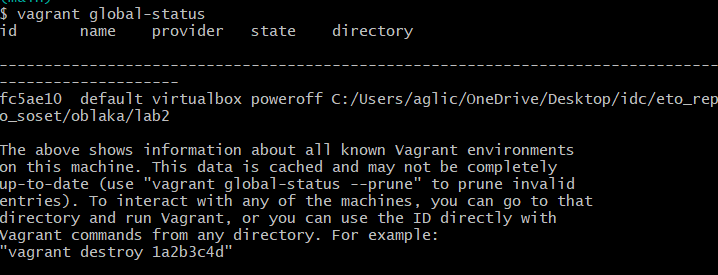 (main)
$ vagrant global-status
id       name    provider   state    directory
--------------------------------------------------------------------------------
--------------------
fc5ae10  default virtualbox poweroff C:/Users/aglic/OneDrive/Desktop/idc/eto_rep
o_soset/oblaka/lab2
The above shows information about all known Vagrant environments
on this machine. This data is cached and may not be completely
up-to-date (use "vagrant global-status --prune" to prune invalid
entries). To interact with any of the machines, you can go to that
directory and run Vagrant, or you can use the ID directly with
Vagrant commands from any directory. For example:
"vagrant destroy 1a2b3c4d"